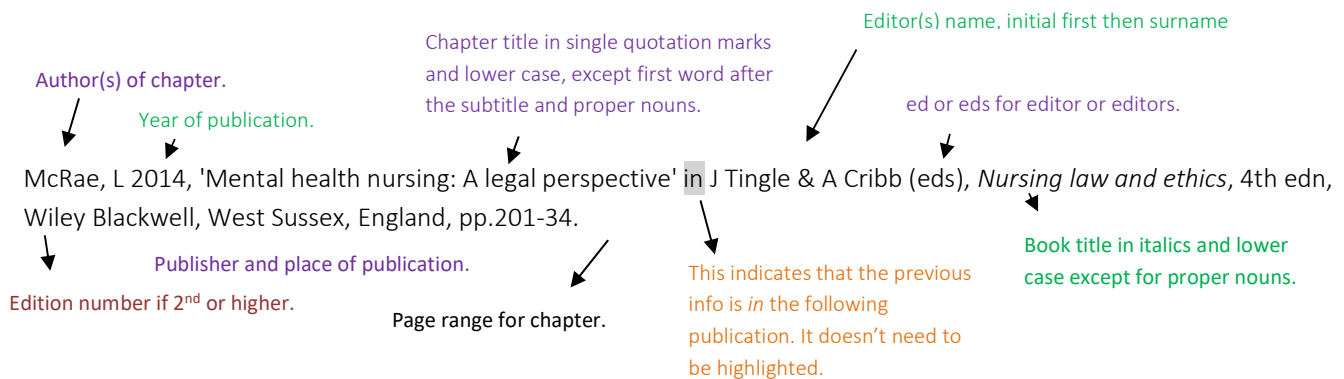 Editor(s) name, initial first then surname
Chapter title in single quotation marks
and lower case, except first word after
the subtitle and proper nouns.
Author(s) of chapter.
ed or eds for editor or editors.
Year of publication.
McRae, L 2014, 'Mental health nursing: A legal perspective' in J Tingle & A Cribb (eds), Nursing law and ethics, 4th edn,
Wiley Blackwell, West Sussex, England, pp.201-34.
Publisher and place of publication.
Edition number if 2nd or higher.
Page range for chapter.
This indicates that the previous
info is in the following
publication. It doesn’t need to
be highlighted.
Book title in italics and lower
case except for proper nouns.